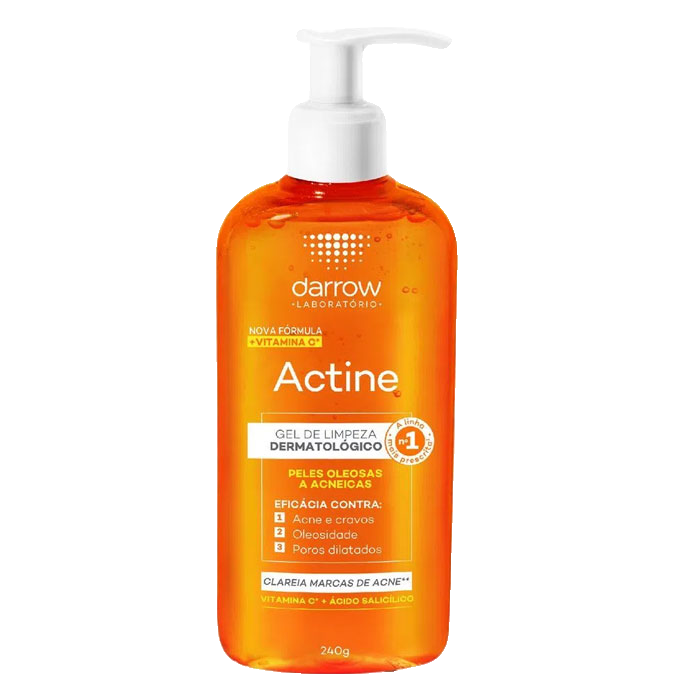 darrow
•LABORATÓRIO•
NOVA FÓRMULA
+VITAMINA C*
Actine
GEL DE LIMPEZA
DERMATOLÓGICO
A linha
nº1
mais prescrita!
PELES OLEOSAS
A ACNEICAS
EFICÁCIA CONTRA:
1 Acne e cravos
2 Oleosidade
3 Poros dilatados
CLAREIA MARCAS DE ACNE**
VITAMINA C* + ÁCIDO SALICÍLICO
240g